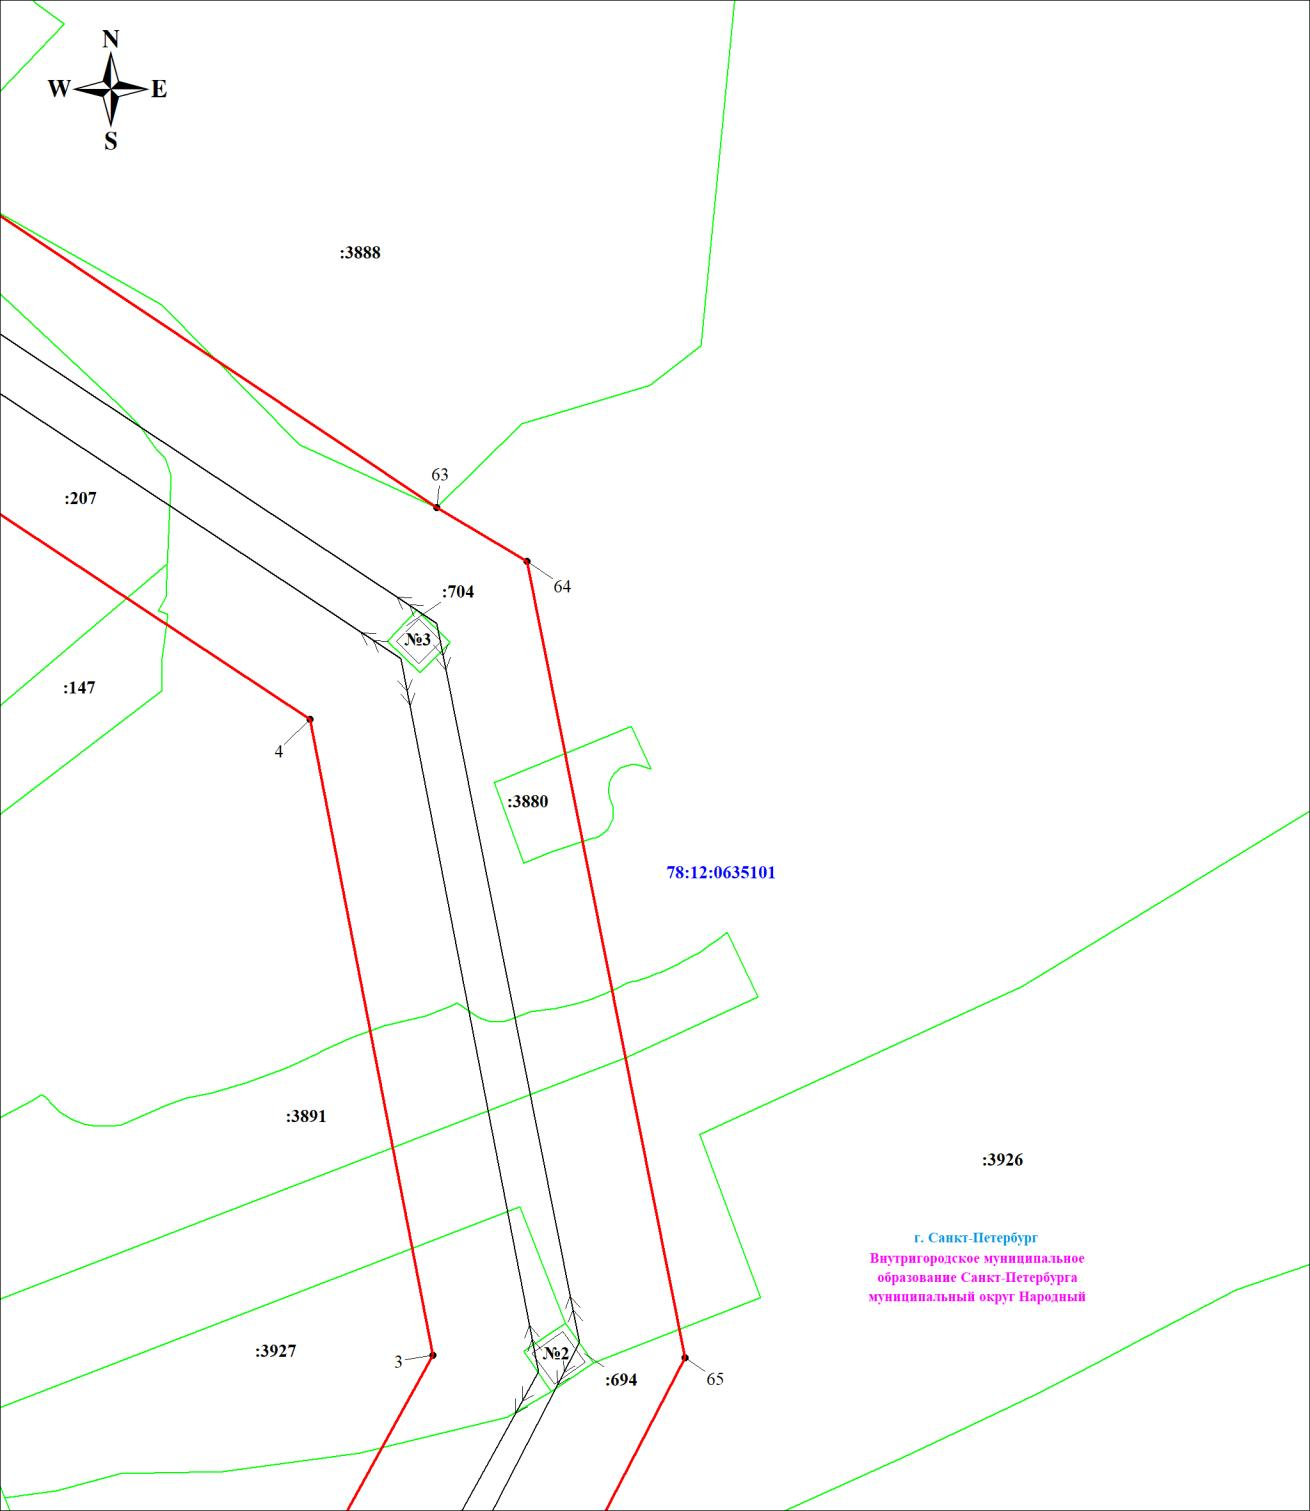 N
W E
S
:3888
63
:207
64
:704
№3
:147
4
:3880
78:12:0635101
:3891
:3926
г. Санкт-Петербург
Внутригородское муниципальное
образование Санкт-Петербурга
муниципальный округ Народный
:3927
№2
3
:694
65